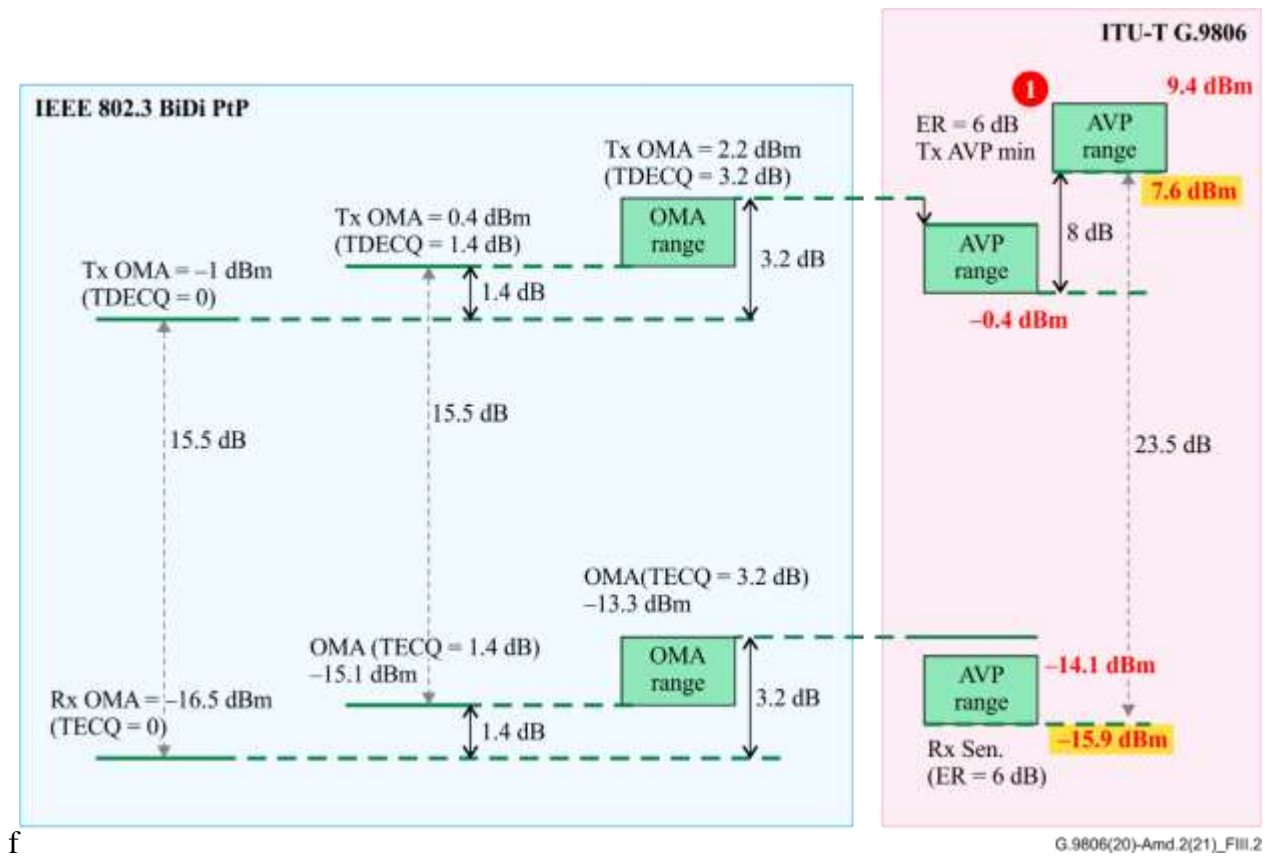 ITU-T G.9806
IEEE 802.3 BiDi PtP
1
9.4 dBm
ER = 6 dB
Tx AVP min
AVP
range
7.6 dBm
Tx OMA = 2.2 dBm
(TDECQ = 3.2 dB)
Tx OMA = 0.4 dBm
(TDECQ = 1.4 dB)
OMA
range
AVP
range
8 dB
3.2 dB
Tx OMA = –1 dBm
(TDECQ = 0)
1.4 dB
–0.4 dBm
15.5 dB
15.5 dB
23.5 dB
OMA(TECQ = 3.2 dB)
–13.3 dBm
OMA (TECQ = 1.4 dB)
–15.1 dBm
OMA
range
AVP
range
–14.1 dBm
Rx OMA = –16.5 dBm
(TECQ = 0)
3.2 dB
1.4 dB
–15.9 dBm
Rx Sen.
(ER = 6 dB)
f
G.9806(20)-Amd.2(21)_FIII.2